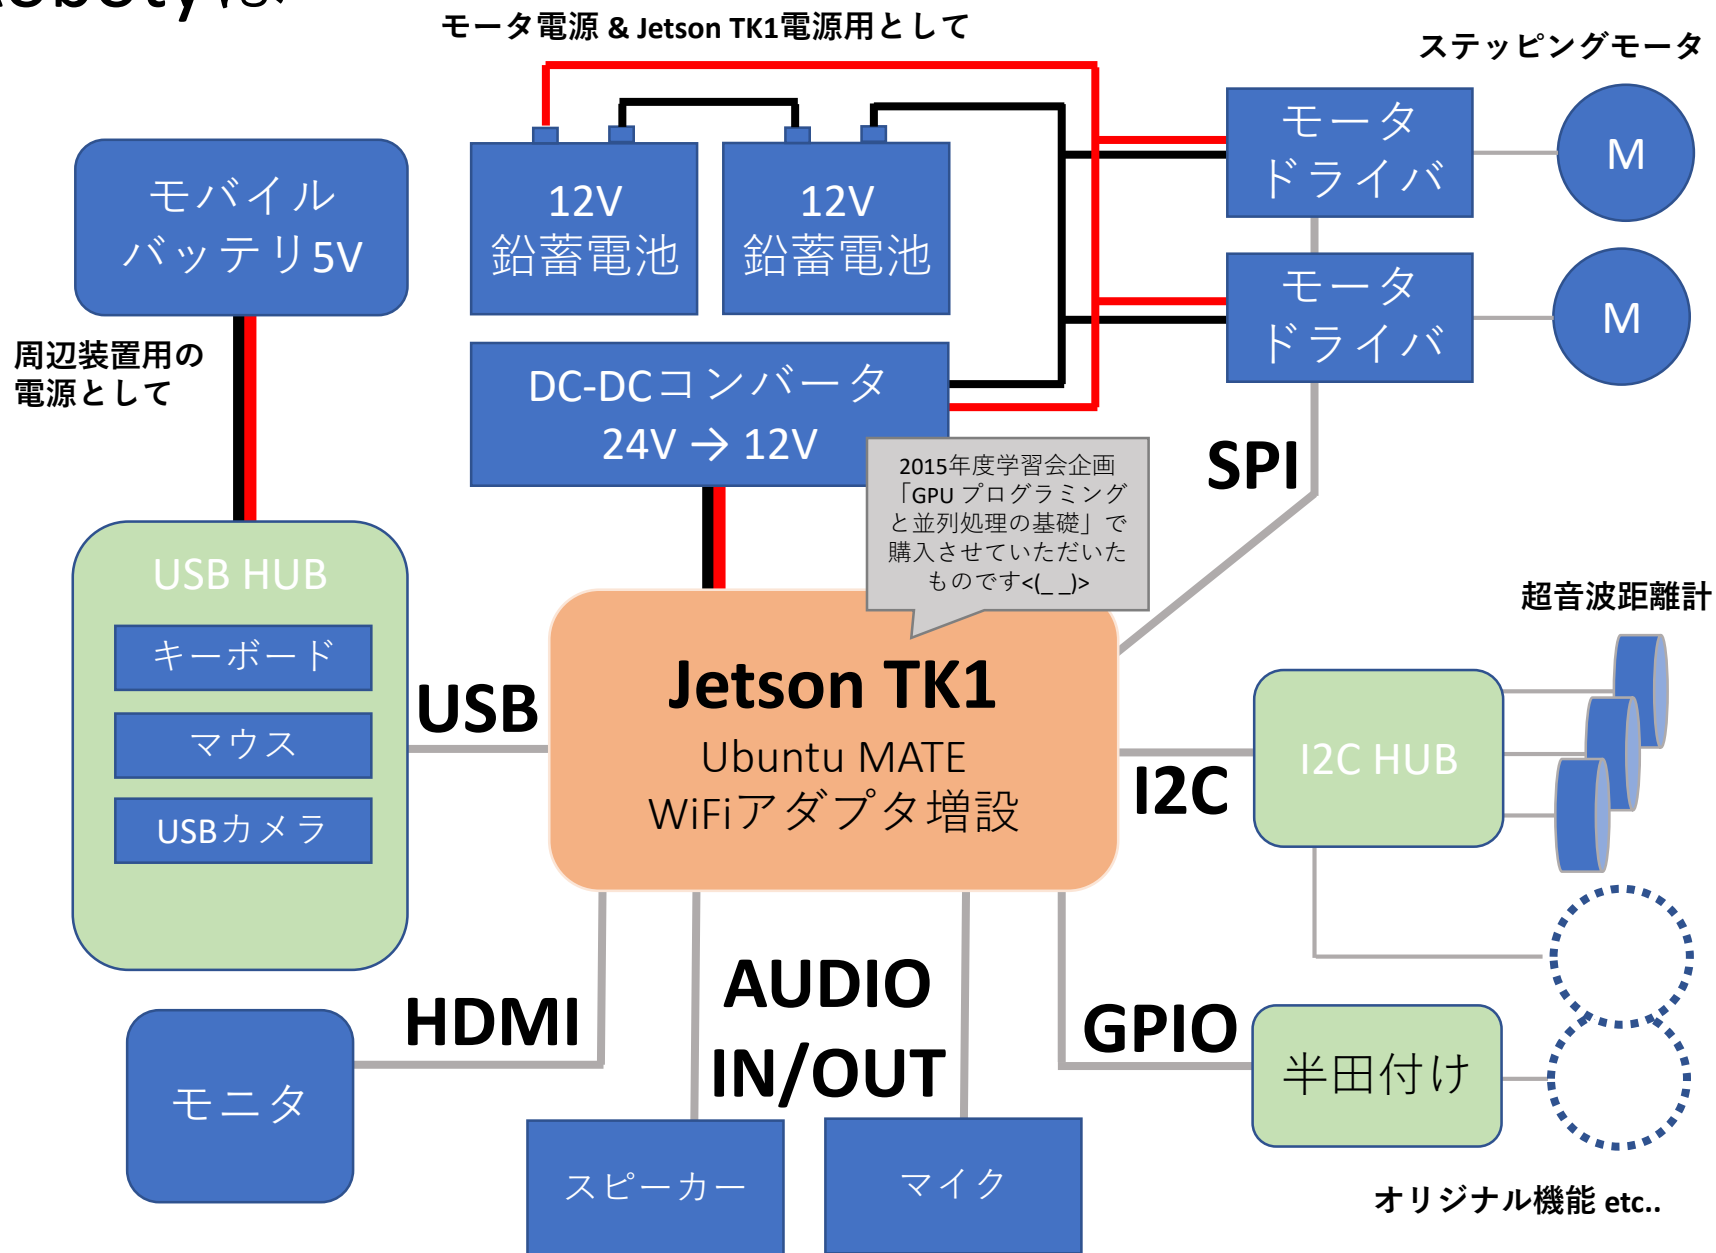 モータ電源 & Jetson TK1電源用として
ステッピングモータ
モバイル
バッテリ5V
12V
鉛蓄電池
12V
鉛蓄電池
モータ
ドライバ
M
モータ
ドライバ
M
周辺装置用の
電源として
DC-DCコンバータ
24V → 12V
2015年度学習会企画
「GPU プログラミング
と並列処理の基礎」で
購入させていただいた
ものです<(_ _)>
SPI
USB HUB
キーボード
マウス
USBカメラ
USB
Jetson TK1
Ubuntu MATE
WiFiアダプタ増設
I2C
I2C HUB
超音波距離計
HDMI
モニタ
AUDIO
IN/OUT
スピーカー
マイク
GPIO
半田付け
オリジナル機能 etc..